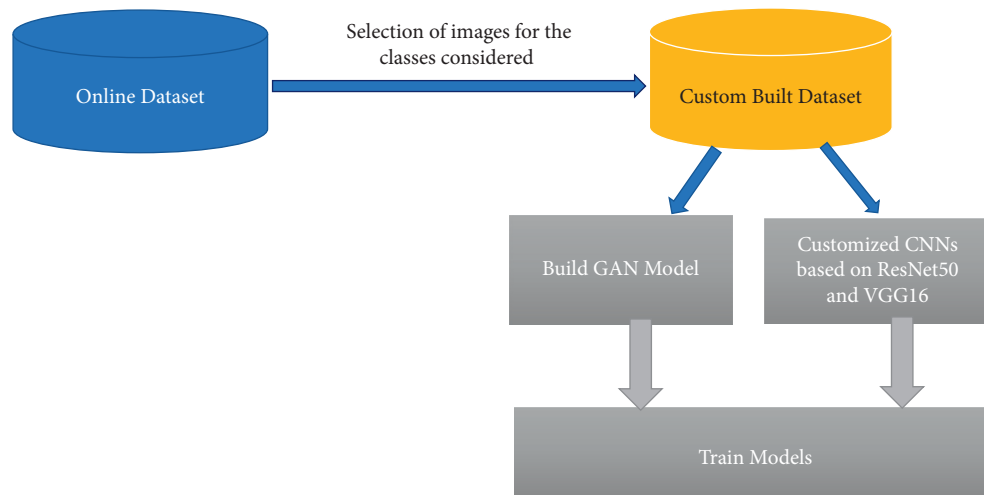 Selection of images for the
classes considered
Online Dataset
Custom Built Dataset
Build GAN Model
Customized CNNs
based on ResNet50
and VGG16
Train Models